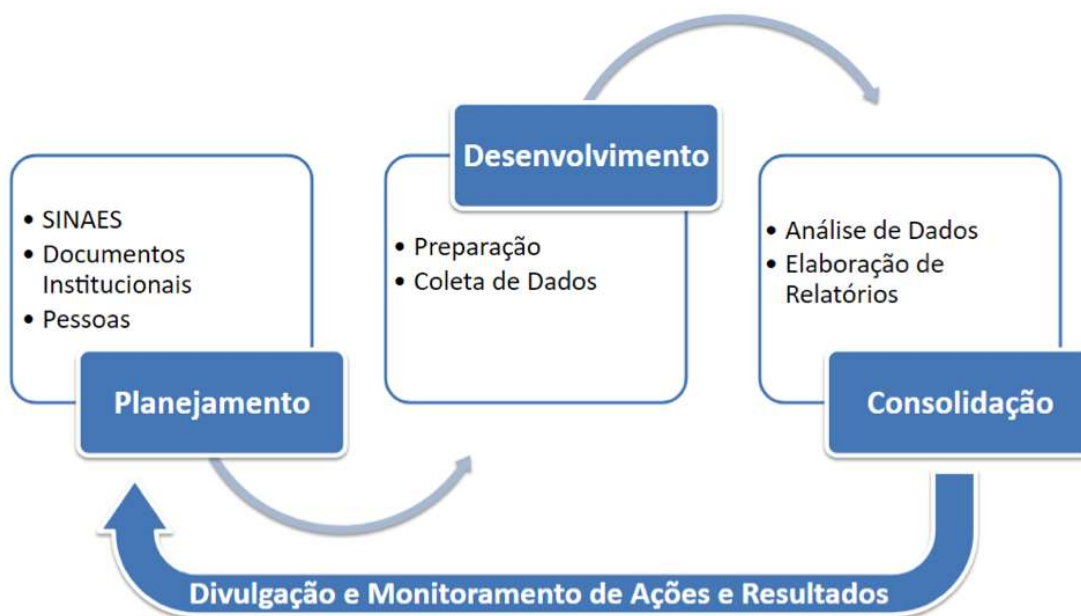 • SINAES
• Documentos
Institucionais
• Pessoas
Planejamento
Desenvolvimento
• Preparação
• Coleta de Dados
• Análise de Dados
• Elaboração de
Relatórios
Consolidação
Divulgação e Monitoramento de Ações e Resultados